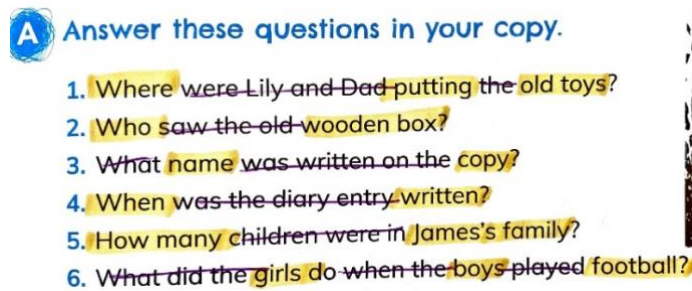 A Answer these questions in your copy.
1. Where were Lily and Dad putting the old toys?
2. Who saw the old wooden box?
3. What name was written on the copy?
4. When was the diary entry written?
5. How many children were in James's family?
6. What did the girls do when the boys played football?